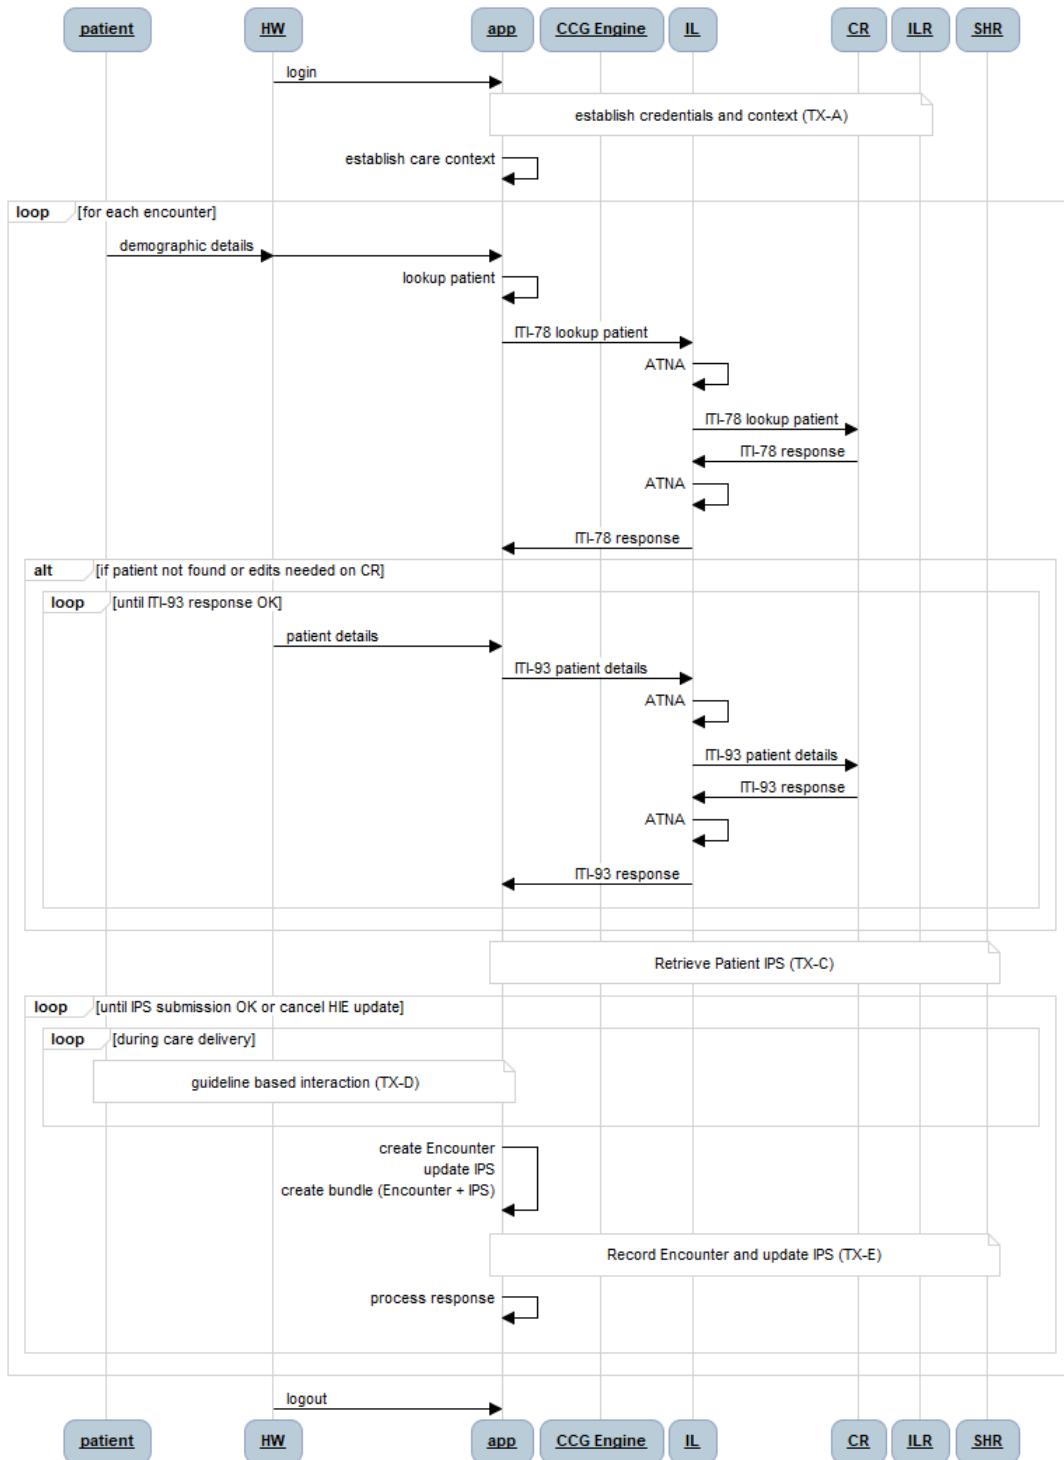 patient HW app CCG Engine IL CR ILR SHR
login
establish credentials and context (TX-A)
establish care context
loop [for each encounter]
demographic details
lookup patient
ITI-78 lookup patient
ATNA
ITI-78 lookup patient
ITI-78 response
ATNA
ITI-78 response
alt [if patient not found or edits needed on CR]
loop [until ITI-93 response OK]
patient details
ITI-93 patient details
ATNA
ITI-93 patient details
ITI-93 response
ATNA
ITI-93 response
Retrieve Patient IPS (TX-C)
loop [until IPS submission OK or cancel HIE update]
loop [during care delivery]
guideline based interaction (TX-D)
create Encounter
update IPS
create bundle (Encounter + IPS)
Record Encounter and update IPS (TX-E)
process response
logout
patient HW app CCG Engine IL CR ILR SHR